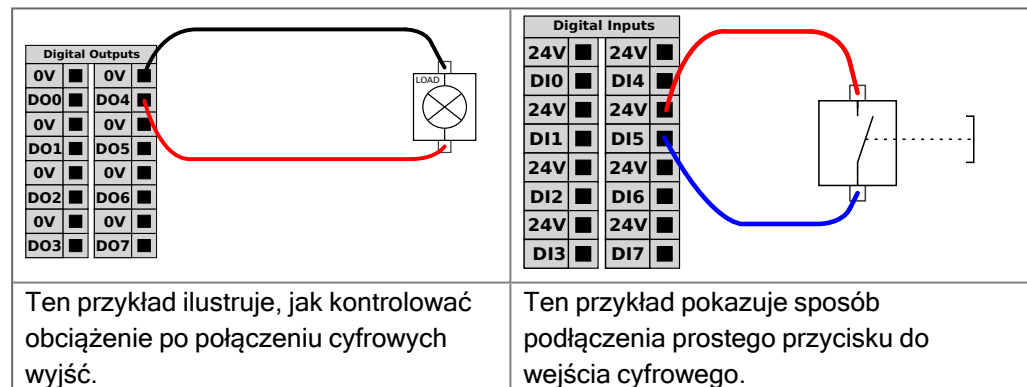 Digital Outputs
0V 0V
DO0 DO4
0V 0V
DO1 DO5
0V 0V
DO2 DO6
0V 0V
DO3 DO7
LOAD
Ten przykład ilustruje, jak kontrolować
obciążenie po połączeniu cyfrowych
wyjść.
Digital Inputs
24V 24V
DI0 DI4
24V 24V
DI1 DI5
24V 24V
DI2 DI6
24V 24V
DI3 DI7
Ten przykład pokazuje sposób
podłączenia prostego przycisku do
wejścia cyfrowego.